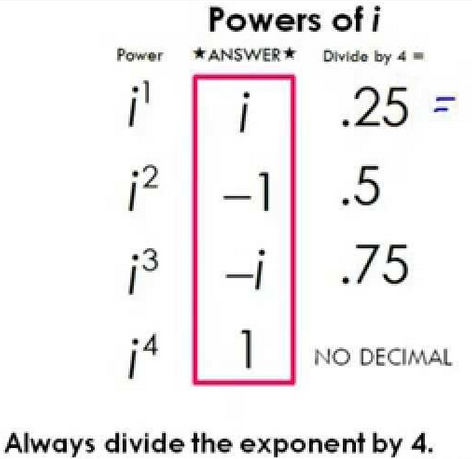 Powers of i
Power ★ANSWER★ Divide by 4 =
i¹ i .25 =
i² –1 .5
i³ –i .75
i⁴ 1 NO DECIMAL
Always divide the exponent by 4.